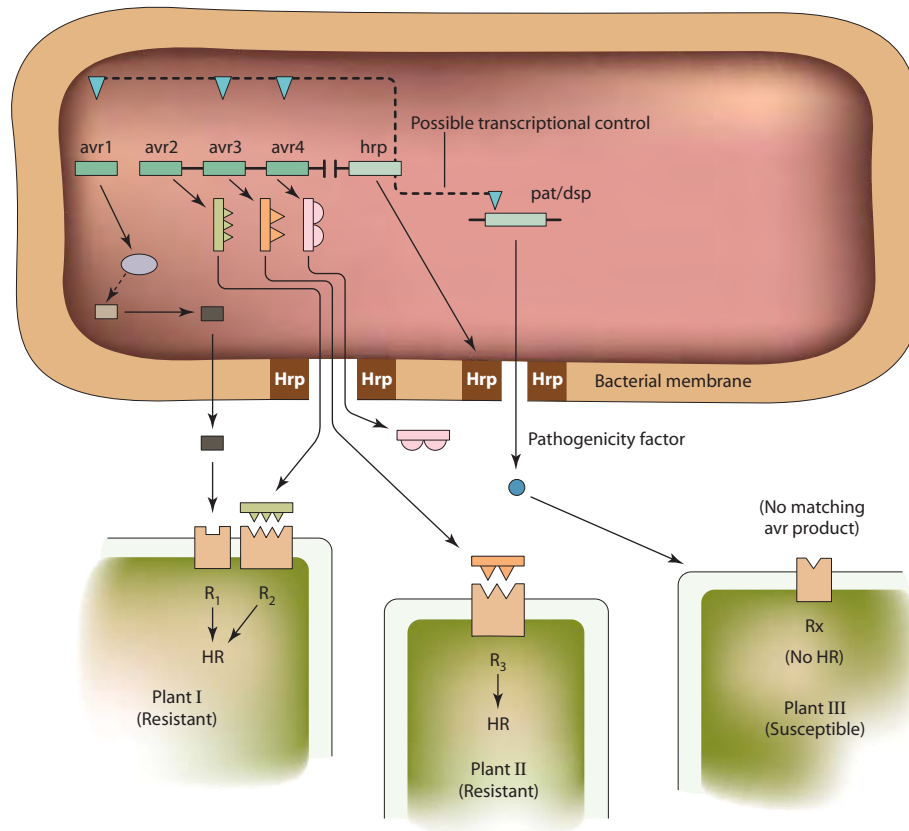 Possible transcriptional control
avr1
avr2
avr3
avr4
hrp
pat/dsp
Hrp
Hrp
Hrp
Hrp
Bacterial membrane
Pathogenicity factor
(No matching
avr product)
R1
R2
HR
Plant I
(Resistant)
R3
HR
Plant II
(Resistant)
Rx
(No HR)
Plant III
(Susceptible)